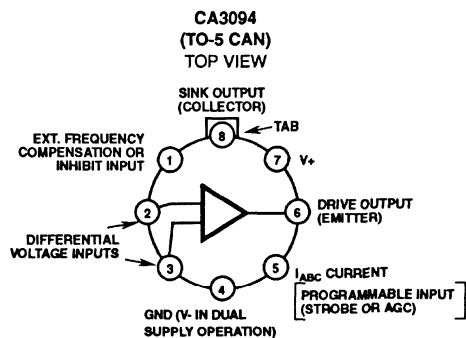 CA3094
(TO-5 CAN)
TOP VIEW
SINK OUTPUT
(COLLECTOR)
TAB
8
EXT. FREQUENCY
COMPENSATION OR
INHIBIT INPUT
1
7
V+
2
6
DRIVE OUTPUT
(EMITTER)
DIFFERENTIAL
VOLTAGE INPUTS
3
5
IABC CURRENT
PROGRAMMABLE INPUT
(STROBE OR AGC)
4
GND (V- IN DUAL
SUPPLY OPERATION)